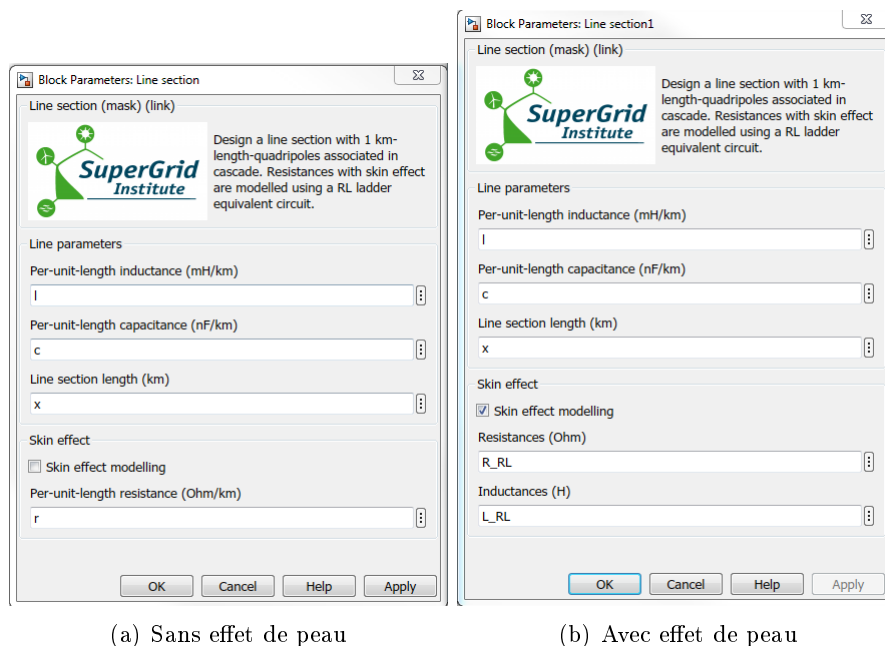 Block Parameters: Line section
Line section (mask) (link)
SuperGrid
Institute
Design a line section with 1 km-
length-quadripoles associated in
cascade. Resistances with skin effect
are modelled using a RL ladder
equivalent circuit.
Line parameters
Per-unit-length inductance (mH/km)
l
Per-unit-length capacitance (nF/km)
c
Line section length (km)
x
Skin effect
Skin effect modelling
Per-unit-length resistance (Ohm/km)
r
OK Cancel Help Apply
(a) Sans effet de peau
Block Parameters: Line section1
Line section (mask) (link)
SuperGrid
Institute
Design a line section with 1 km-
length-quadripoles associated in
cascade. Resistances with skin effect
are modelled using a RL ladder
equivalent circuit.
Line parameters
Per-unit-length inductance (mH/km)
l
Per-unit-length capacitance (nF/km)
c
Line section length (km)
x
Skin effect
Skin effect modelling
Resistances (Ohm)
R_RL
Inductances (H)
L_RL
OK Cancel Help Apply
(b) Avec effet de peau